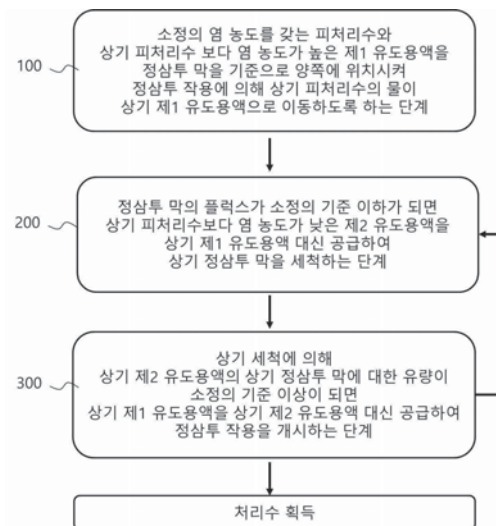 소정의 염 농도를 갖는 피처리수와
상기 피처리수 보다 염 농도가 높은 제1 유도용액을
정삼투 막을 기준으로 양쪽에 위치시켜
정삼투 작용에 의해 상기 피처리수의 물이
상기 제1 유도용액으로 이동하도록 하는 단계
100
정삼투 막의 플럭스가 소정의 기준 이하가 되면
상기 피처리수보다 염 농도가 낮은 제2 유도용액을
상기 제1 유도용액 대신 공급하여
상기 정삼투 막을 세척하는 단계
200
상기 세척에 의해
상기 제2 유도용액의 상기 정삼투 막에 대한 유량이
소정의 기준 이상이 되면
상기 제1 유도용액을 상기 제2 유도용액 대신 공급하여
정삼투 작용을 개시하는 단계
300
처리수 획득